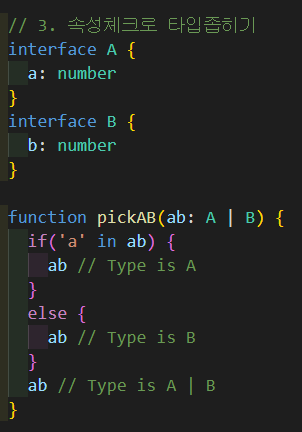 // 3. 속성체크로 타입좁히기
interface A {
  a: number
}
interface B {
  b: number
}

function pickAB(ab: A | B) {
  if('a' in ab) {
    ab // Type is A
  }
  else {
    ab // Type is B
  }
  ab // Type is A | B
}